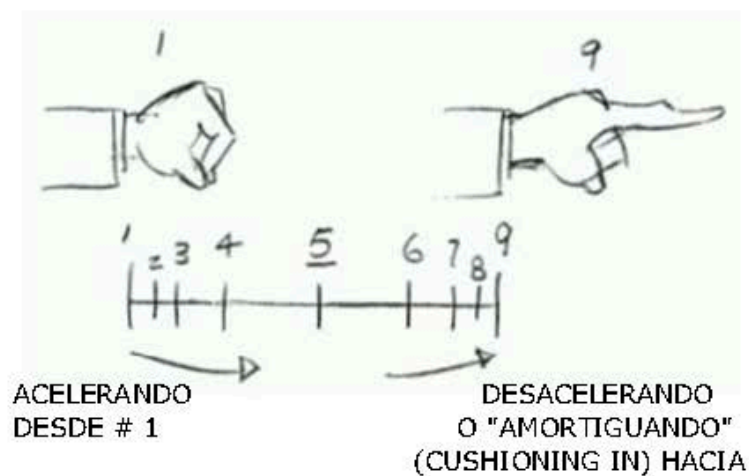 1 9
1 2 3 4 5 6 7 8 9
ACELERANDO
DESDE # 1
DESACELERANDO
O "AMORTIGUANDO"
(CUSHIONING IN) HACIA